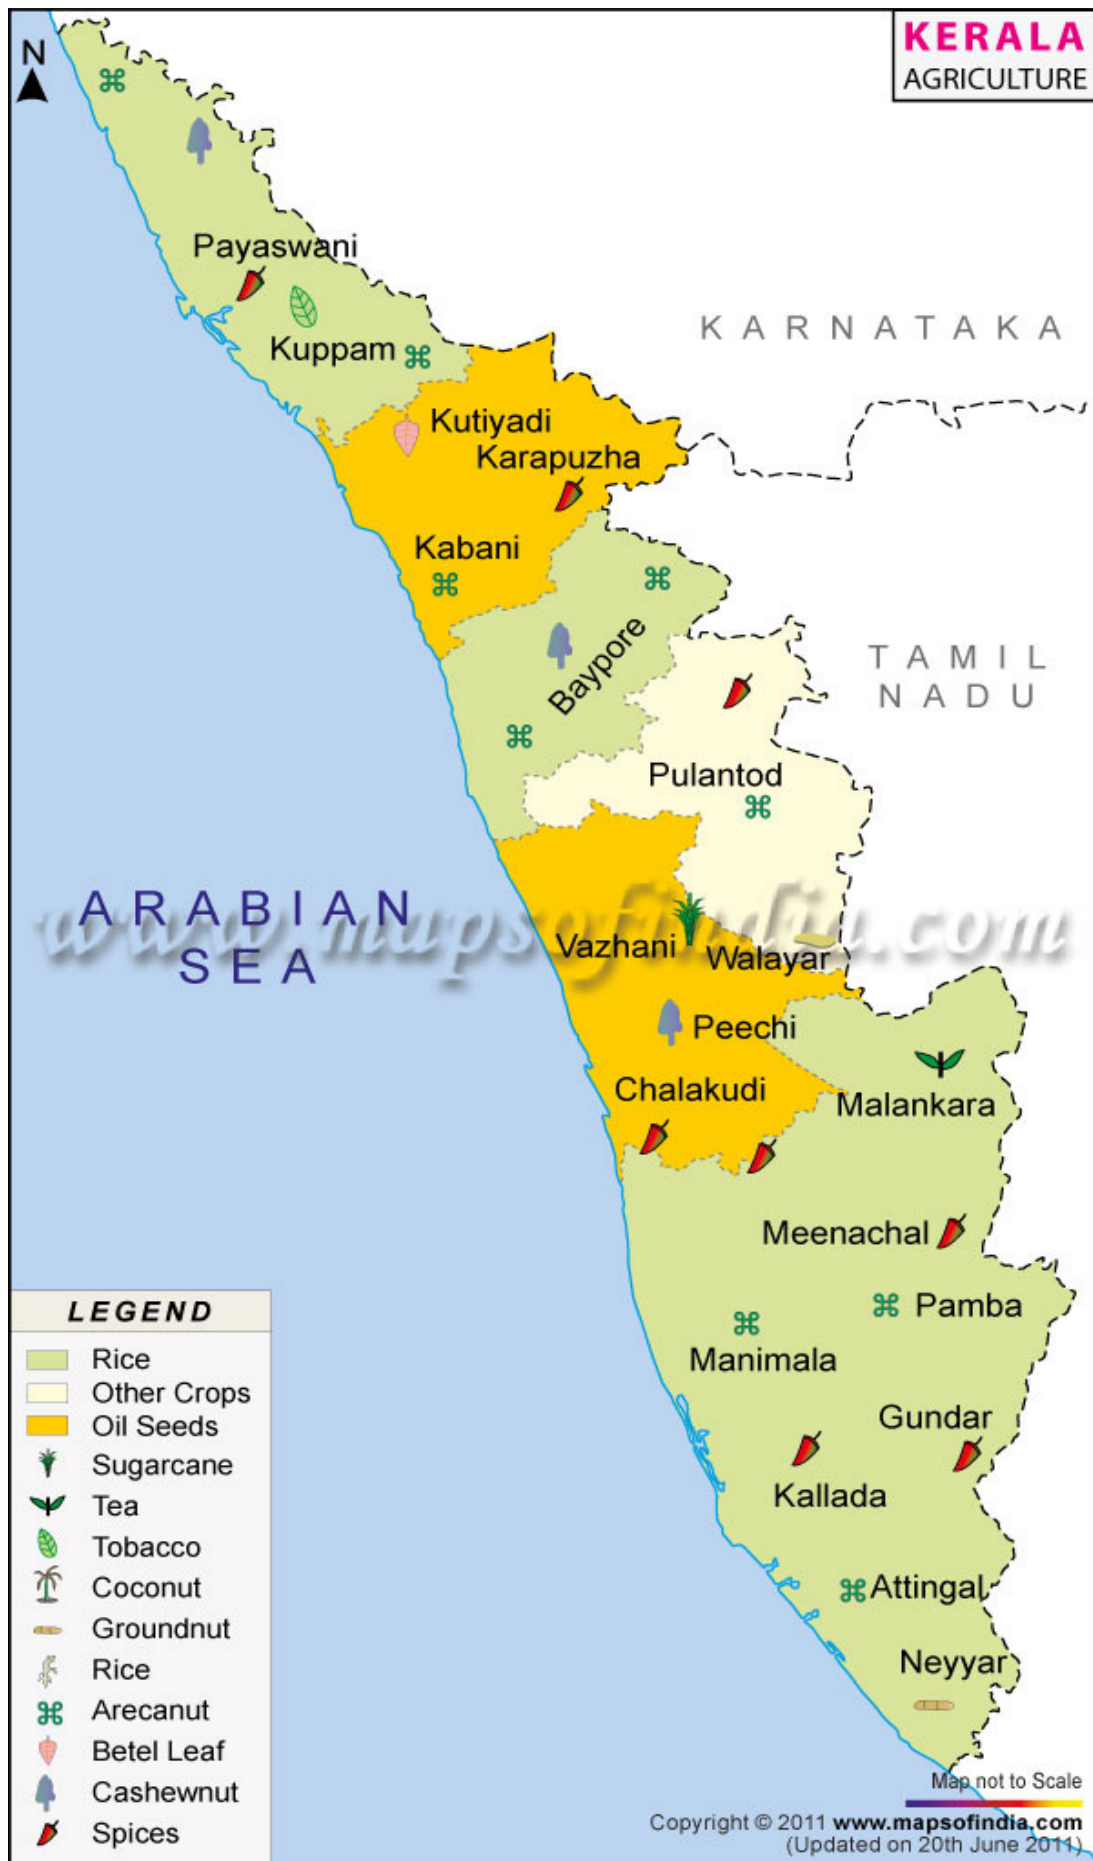 KERALA
AGRICULTURE
N
Payaswani
KARNATAKA
Kuppam
Kutiyadi
Karapuzha
Kabani
Baypore
TAMIL
NADU
Pulantod
ARABIAN
SEA
www.mapsofindia.com
Vazhani
Walayar
Peechi
Chalakudi
Malankara
Meenachal
Pamba
Manimala
Gundar
Kallada
Attingal
Neyyar
LEGEND
Rice
Other Crops
Oil Seeds
Sugarcane
Tea
Tobacco
Coconut
Groundnut
Rice
Arecanut
Betel Leaf
Cashewnut
Spices
Map not to Scale
Copyright © 2011 www.mapsofindia.com
(Updated on 20th June 2011)